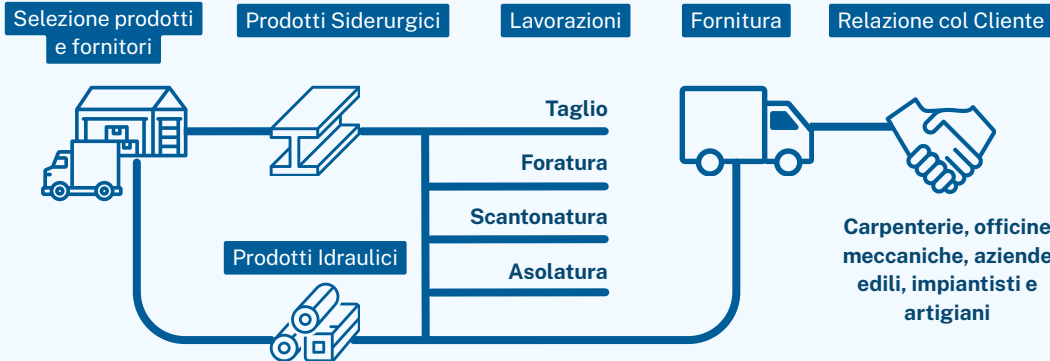 Selezione prodotti
e fornitori
Prodotti Siderurgici
Lavorazioni
Fornitura
Relazione col Cliente
Taglio
Foratura
Scantonatura
Asolatura
Prodotti Idraulici
Carpenterie, officine
meccaniche, aziende
edili, impiantisti e
artigiani